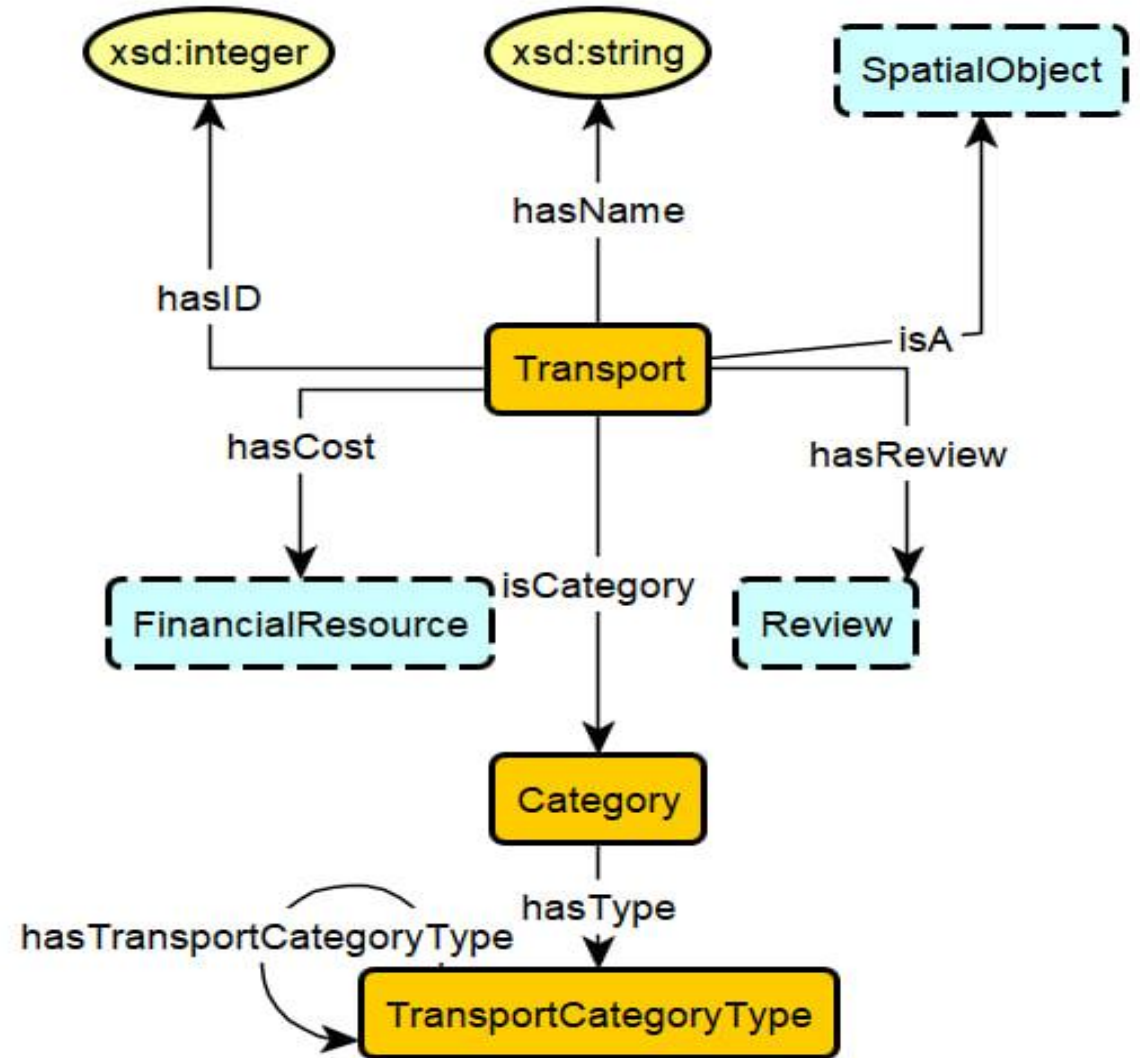 xsd:integer
xsd:string
SpatialObject
hasName
hasID
isA
Transport
hasCost
hasReview
isCategory
FinancialResource
Review
Category
hasType
hasTransportCategoryType
TransportCategoryType